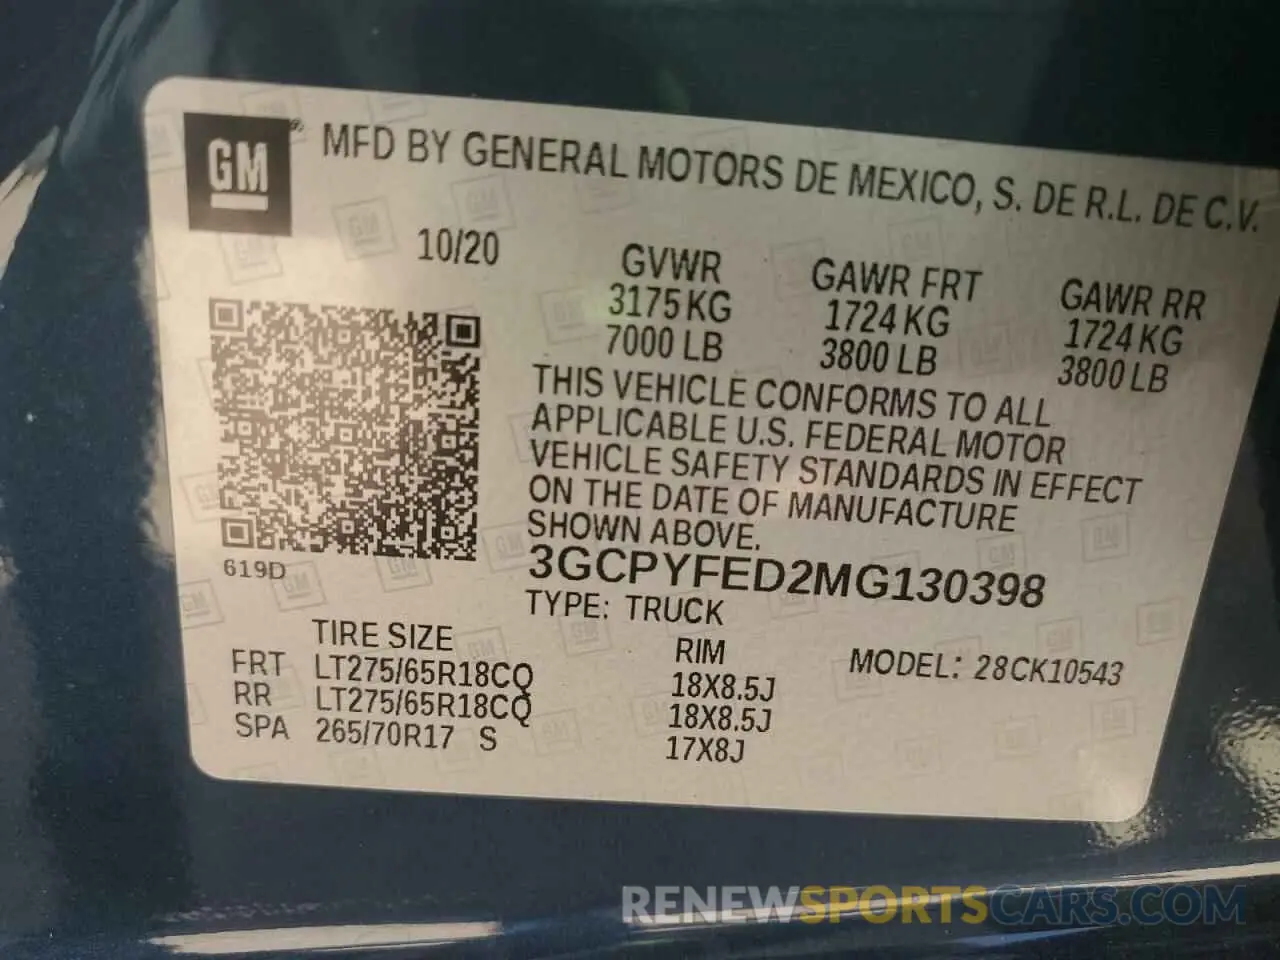 GM ® MFD BY GENERAL MOTORS DE MEXICO, S. DE R.L. DE C.V.
10/20
GVWR GAWR FRT GAWR RR
3175 KG 1724 KG 1724 KG
7000 LB 3800 LB 3800 LB
THIS VEHICLE CONFORMS TO ALL
APPLICABLE U.S. FEDERAL MOTOR
VEHICLE SAFETY STANDARDS IN EFFECT
ON THE DATE OF MANUFACTURE
SHOWN ABOVE.
619D
3GCPYFED2MG130398
TYPE: TRUCK
TIRE SIZE RIM MODEL: 28CK10543
FRT LT275/65R18CQ 18X8.5J
RR LT275/65R18CQ 18X8.5J
SPA 265/70R17 S 17X8J
RENEWSPORTSCARS.COM